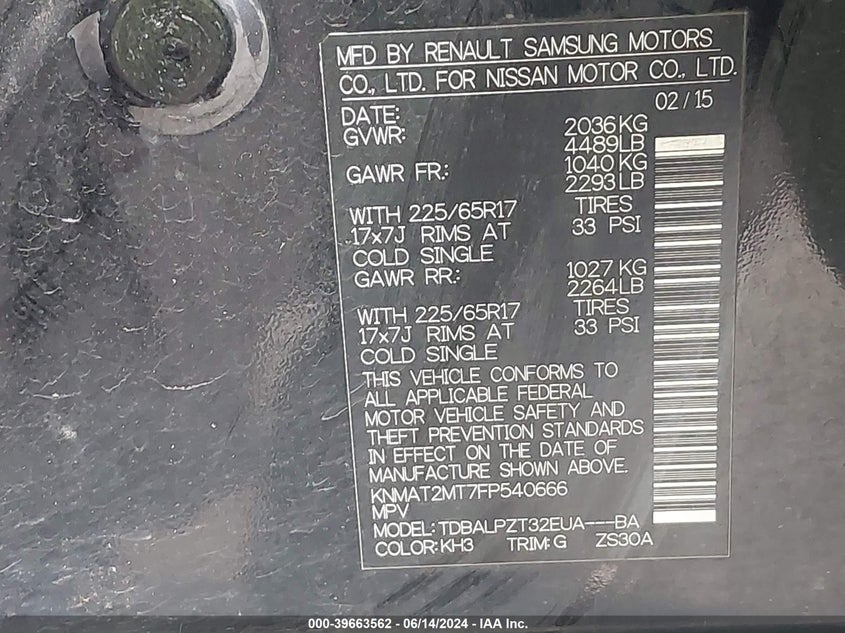 MFD BY RENAULT SAMSUNG MOTORS
CO., LTD. FOR NISSAN MOTOR CO., LTD.
DATE: 02 / 15
GVWR: 2036 KG
4489 LB
GAWR FR.: 1040 KG
2293 LB
WITH 225/65R17 TIRES
17x7J RIMS AT 33 PSI
COLD SINGLE
GAWR RR.: 1027 KG
2264 LB
WITH 225/65R17 TIRES
17x7J RIMS AT 33 PSI
COLD SINGLE
THIS VEHICLE CONFORMS TO
ALL APPLICABLE FEDERAL
MOTOR VEHICLE SAFETY AND
THEFT PREVENTION STANDARDS
IN EFFECT ON THE DATE OF
MANUFACTURE SHOWN ABOVE.
KNMAT2MT7FP540666
MPV
MODEL: TDBALPZT32EUA---BA
COLOR: KH3 TRIM: G ZS30A
000-39663562 - 06/14/2024 - IAA Inc.